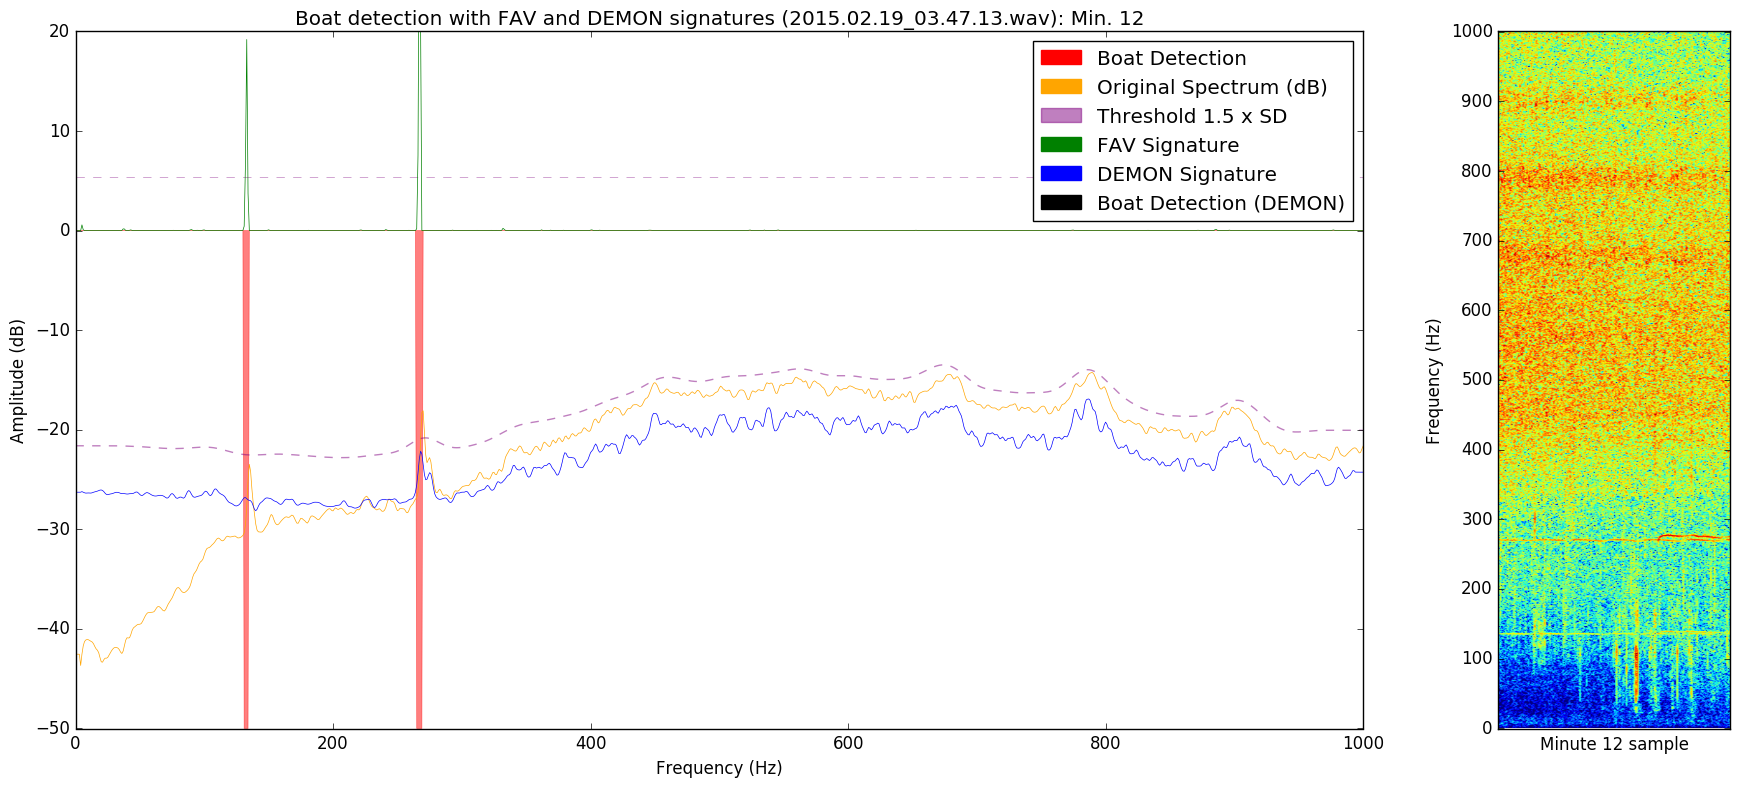 Boat detection with FAV and DEMON signatures (2015.02.19_03.47.13.wav): Min. 12
Boat Detection
Original Spectrum (dB)
Threshold 1.5 x SD
FAV Signature
DEMON Signature
Boat Detection (DEMON)
Amplitude (dB)
20
10
0
−10
−20
−30
−40
−50
0
200
400
600
800
1000
Frequency (Hz)
Frequency (Hz)
1000
900
800
700
600
500
400
300
200
100
0
Minute 12 sample